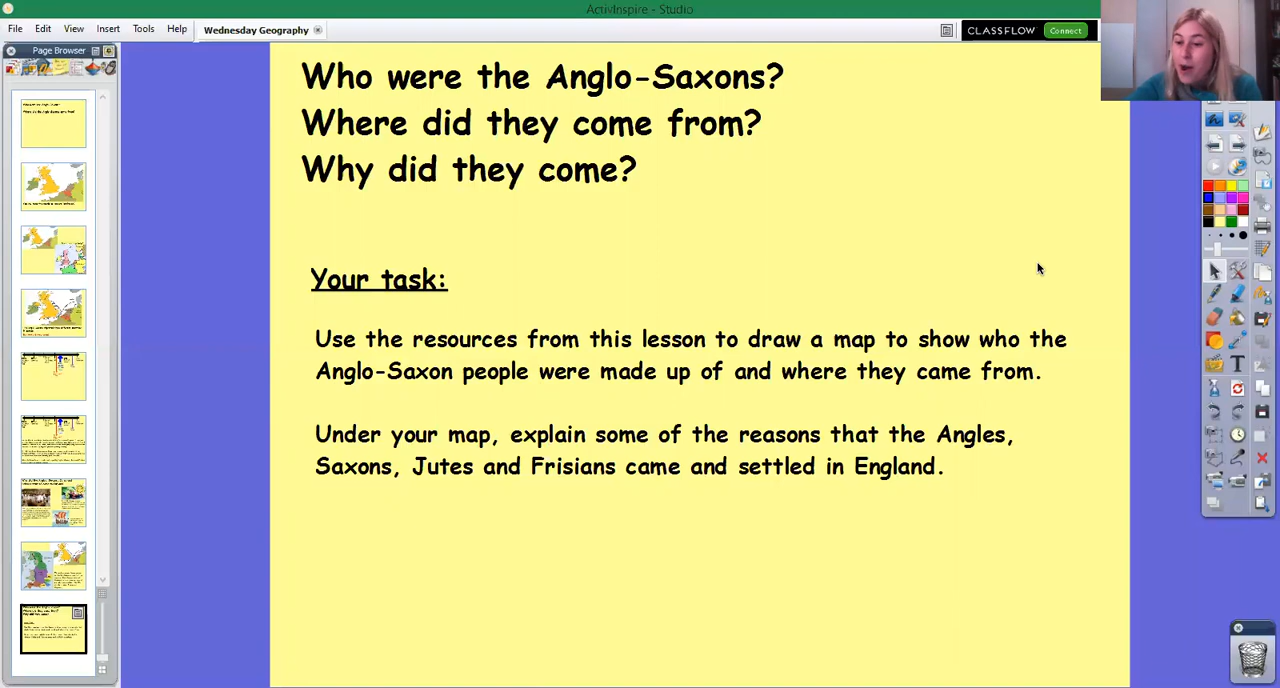 ActivInspire - Studio
File Edit View Insert Tools Help
Wednesday Geography
CLASSFLOW Connect
Page Browser
Who were the Anglo-Saxons?
Where did they come from?
Why did they come?
Your task:
Use the resources from this lesson to draw a map to show who the
Anglo-Saxon people were made up of and where they came from.
Under your map, explain some of the reasons that the Angles,
Saxons, Jutes and Frisians came and settled in England.